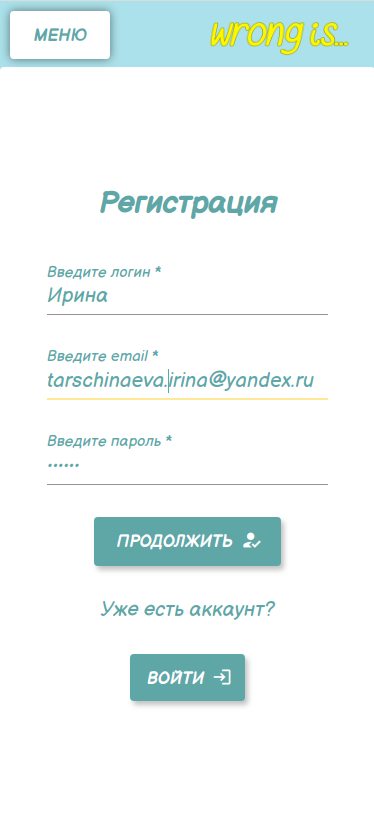 МЕНЮ
wrong is...
Регистрация
Введите логин *
Ирина
Введите email *
tarschinaeva.irina@yandex.ru
Введите пароль *
......
ПРОДОЛЖИТЬ
Уже есть аккаунт?
ВОЙТИ